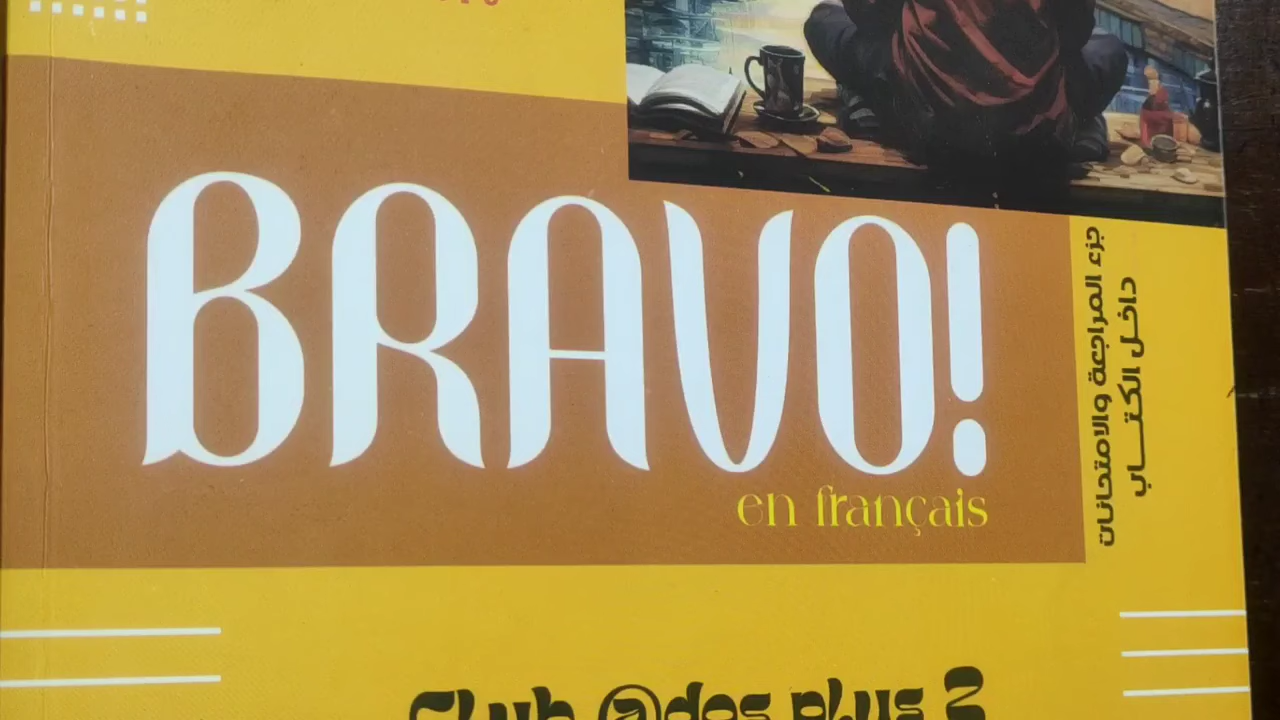 BRAVO!
en français
جزء المراجعة والامتحانات
داخل الكتاب
Club @dos plus 2